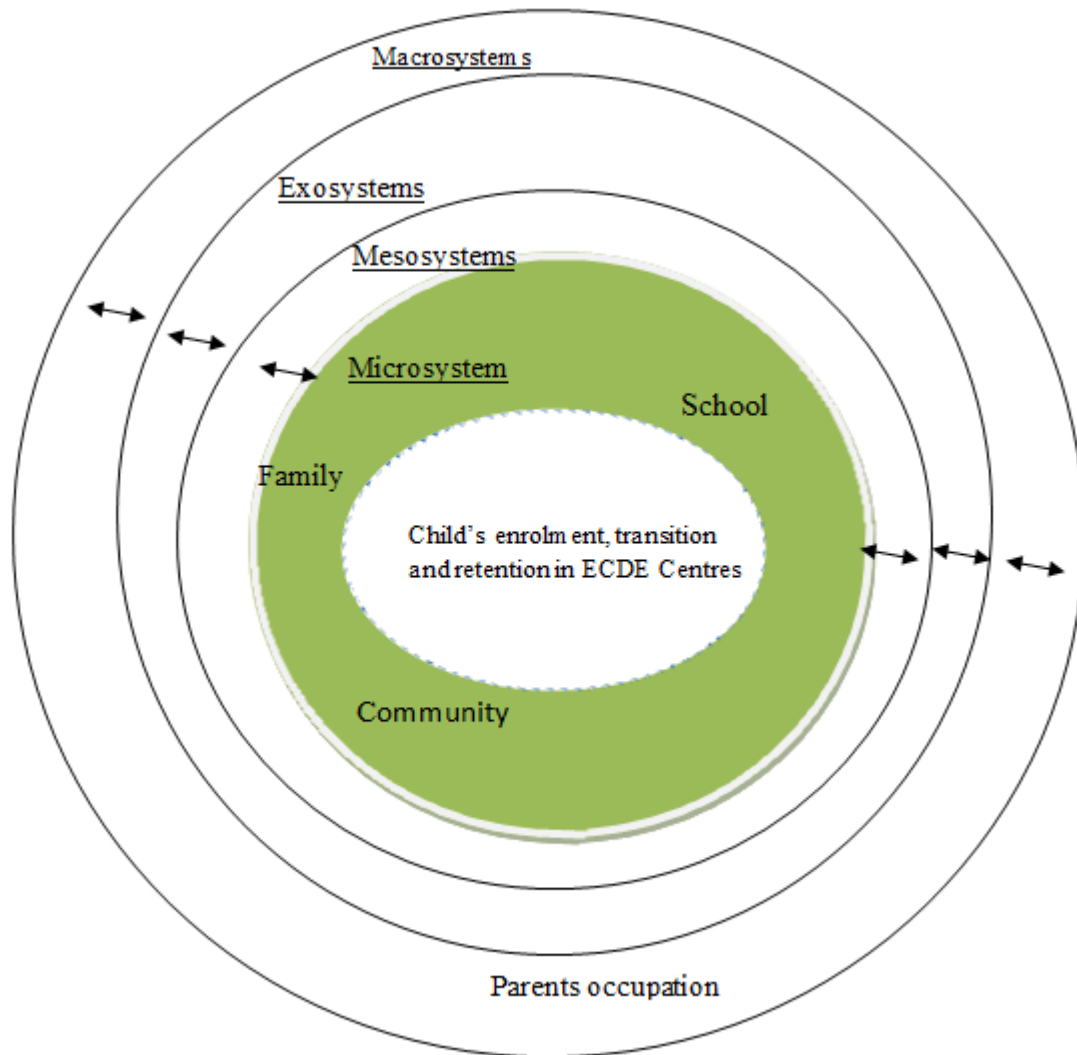 Macrosystems
Exosystems
Mesosystems
Microsystem
School
Family
Child's enrolment, transition
and retention in ECDE Centres
Community
Parents occupation